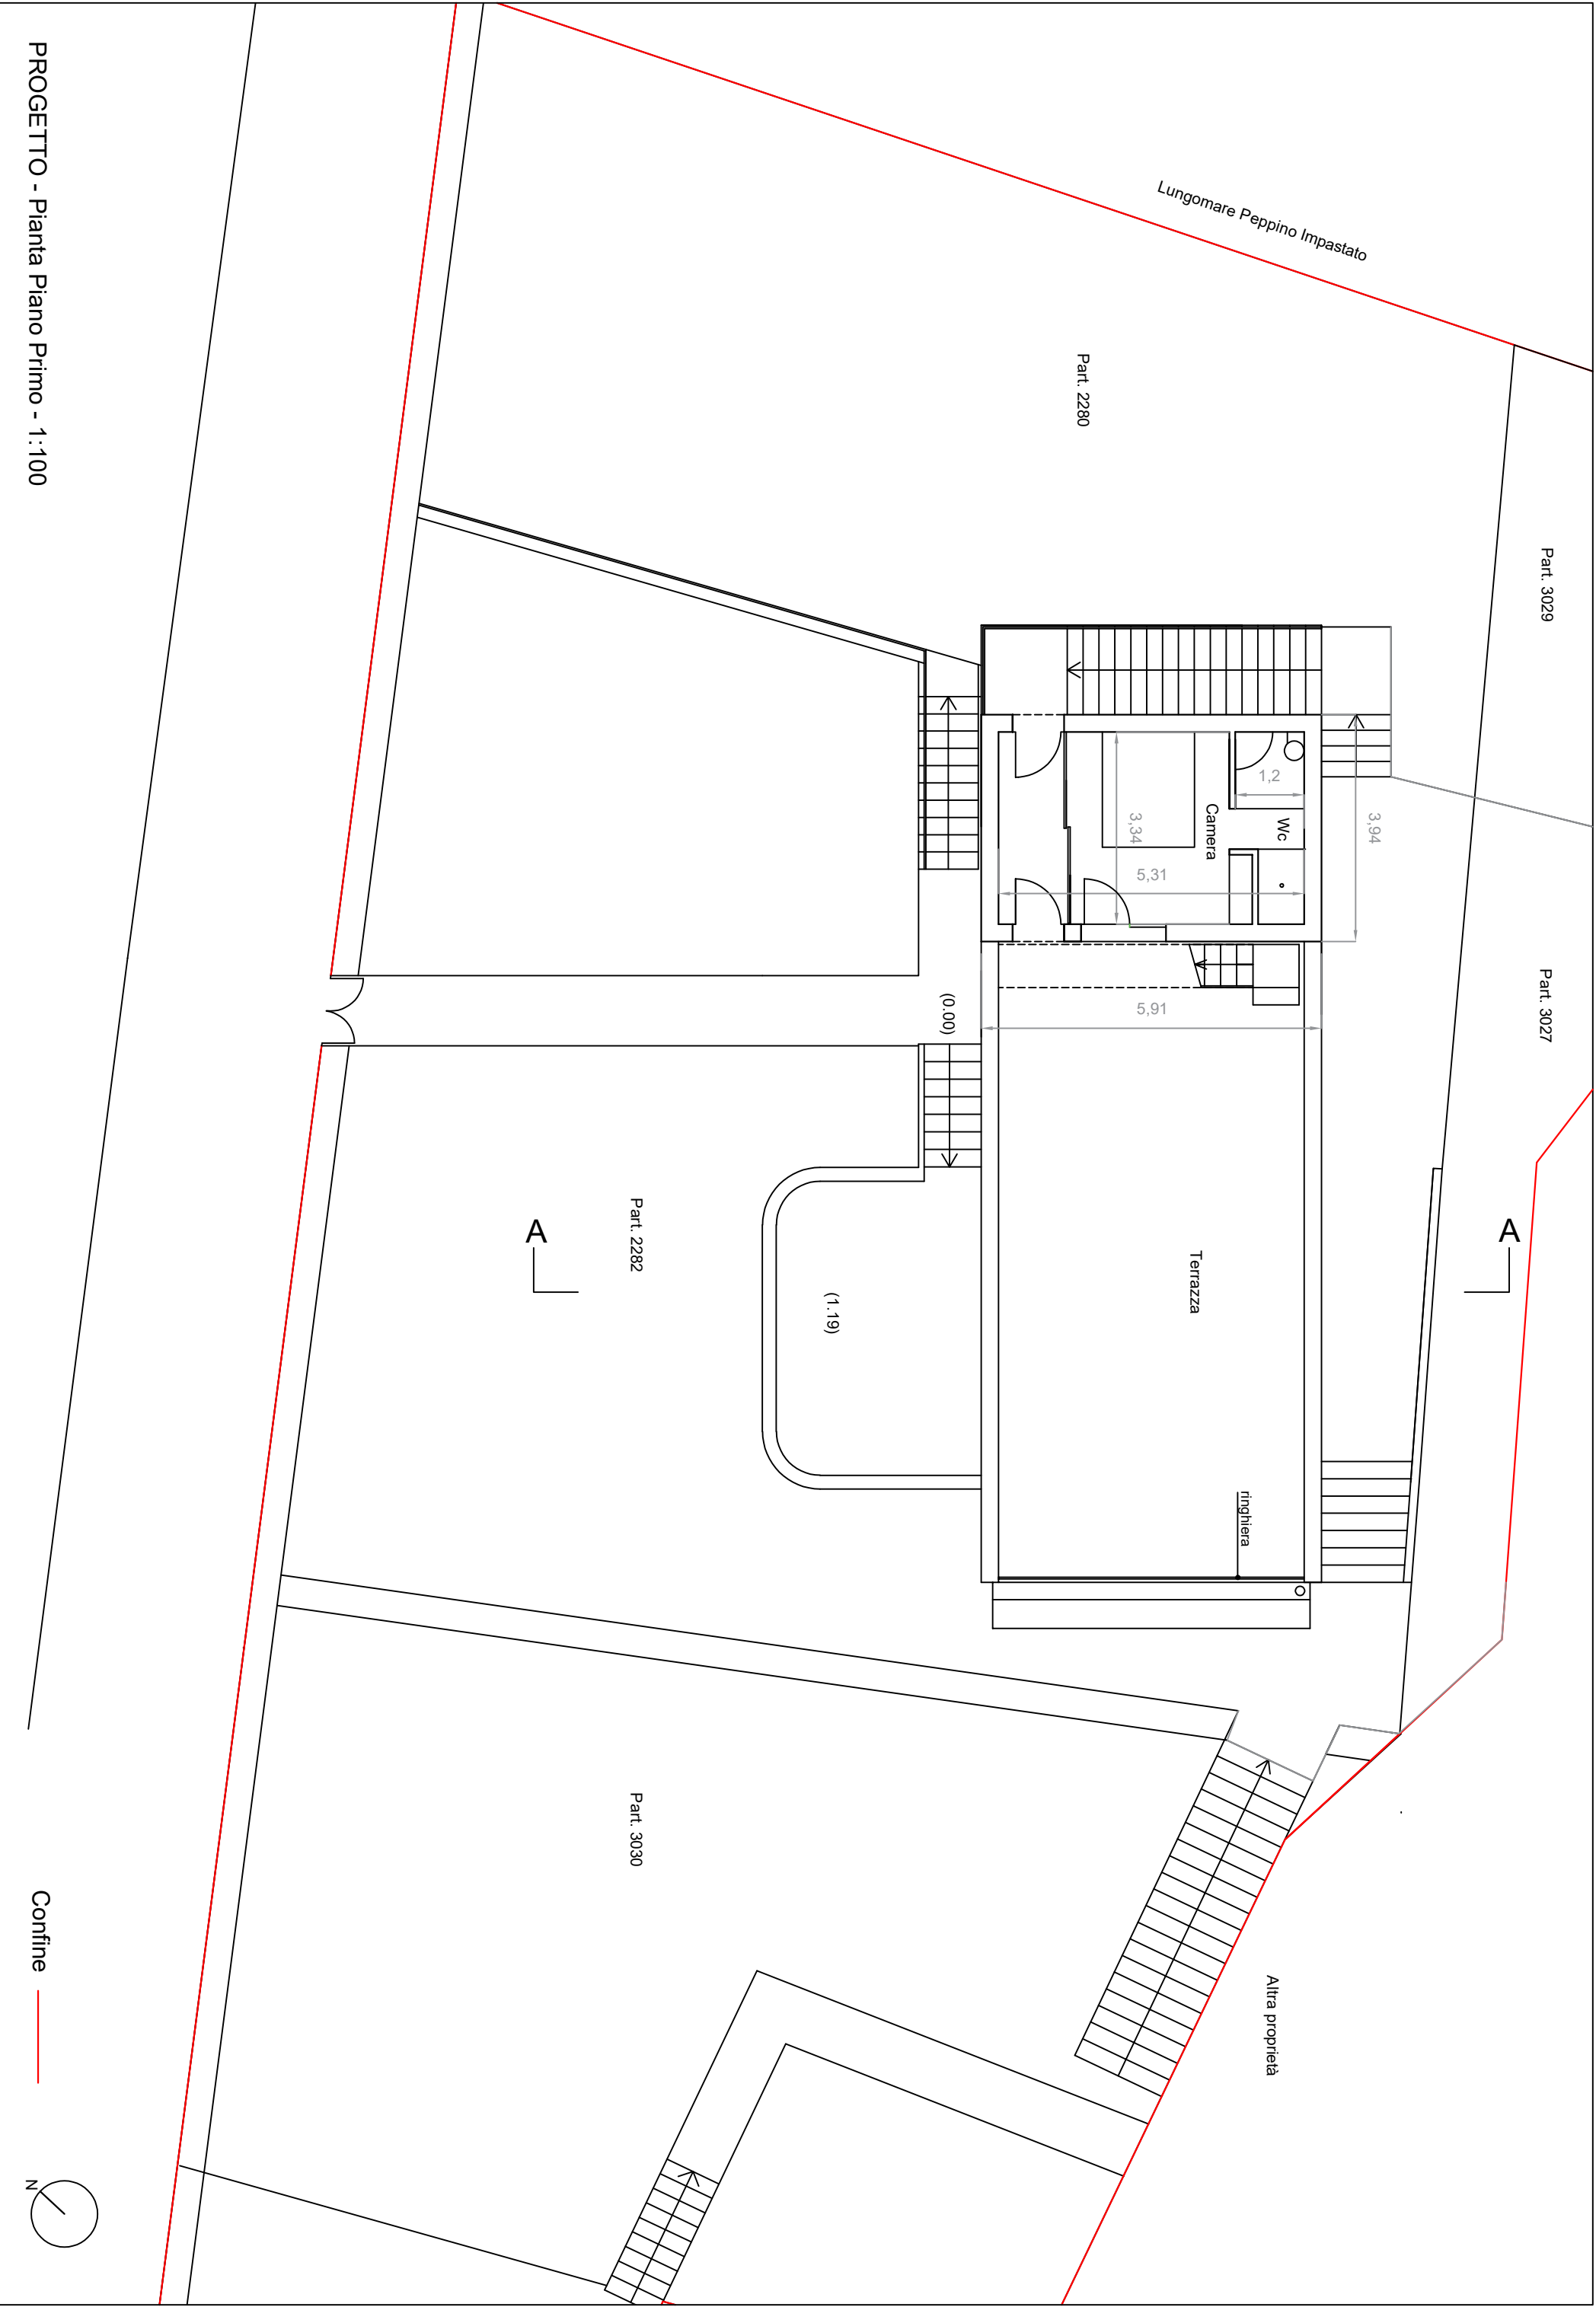 Lungomare Peppino Impastato
Part. 3029
Part. 2280
Part. 3027
1,2
3,94
Wc
Camera
3,34
5,31
5,91
(0.00)
A
A
Part. 2282
(1.19)
Terrazza
ringhiera
Part. 3030
Altra proprietà
PROGETTO - Pianta Piano Primo - 1:100
Confine
N